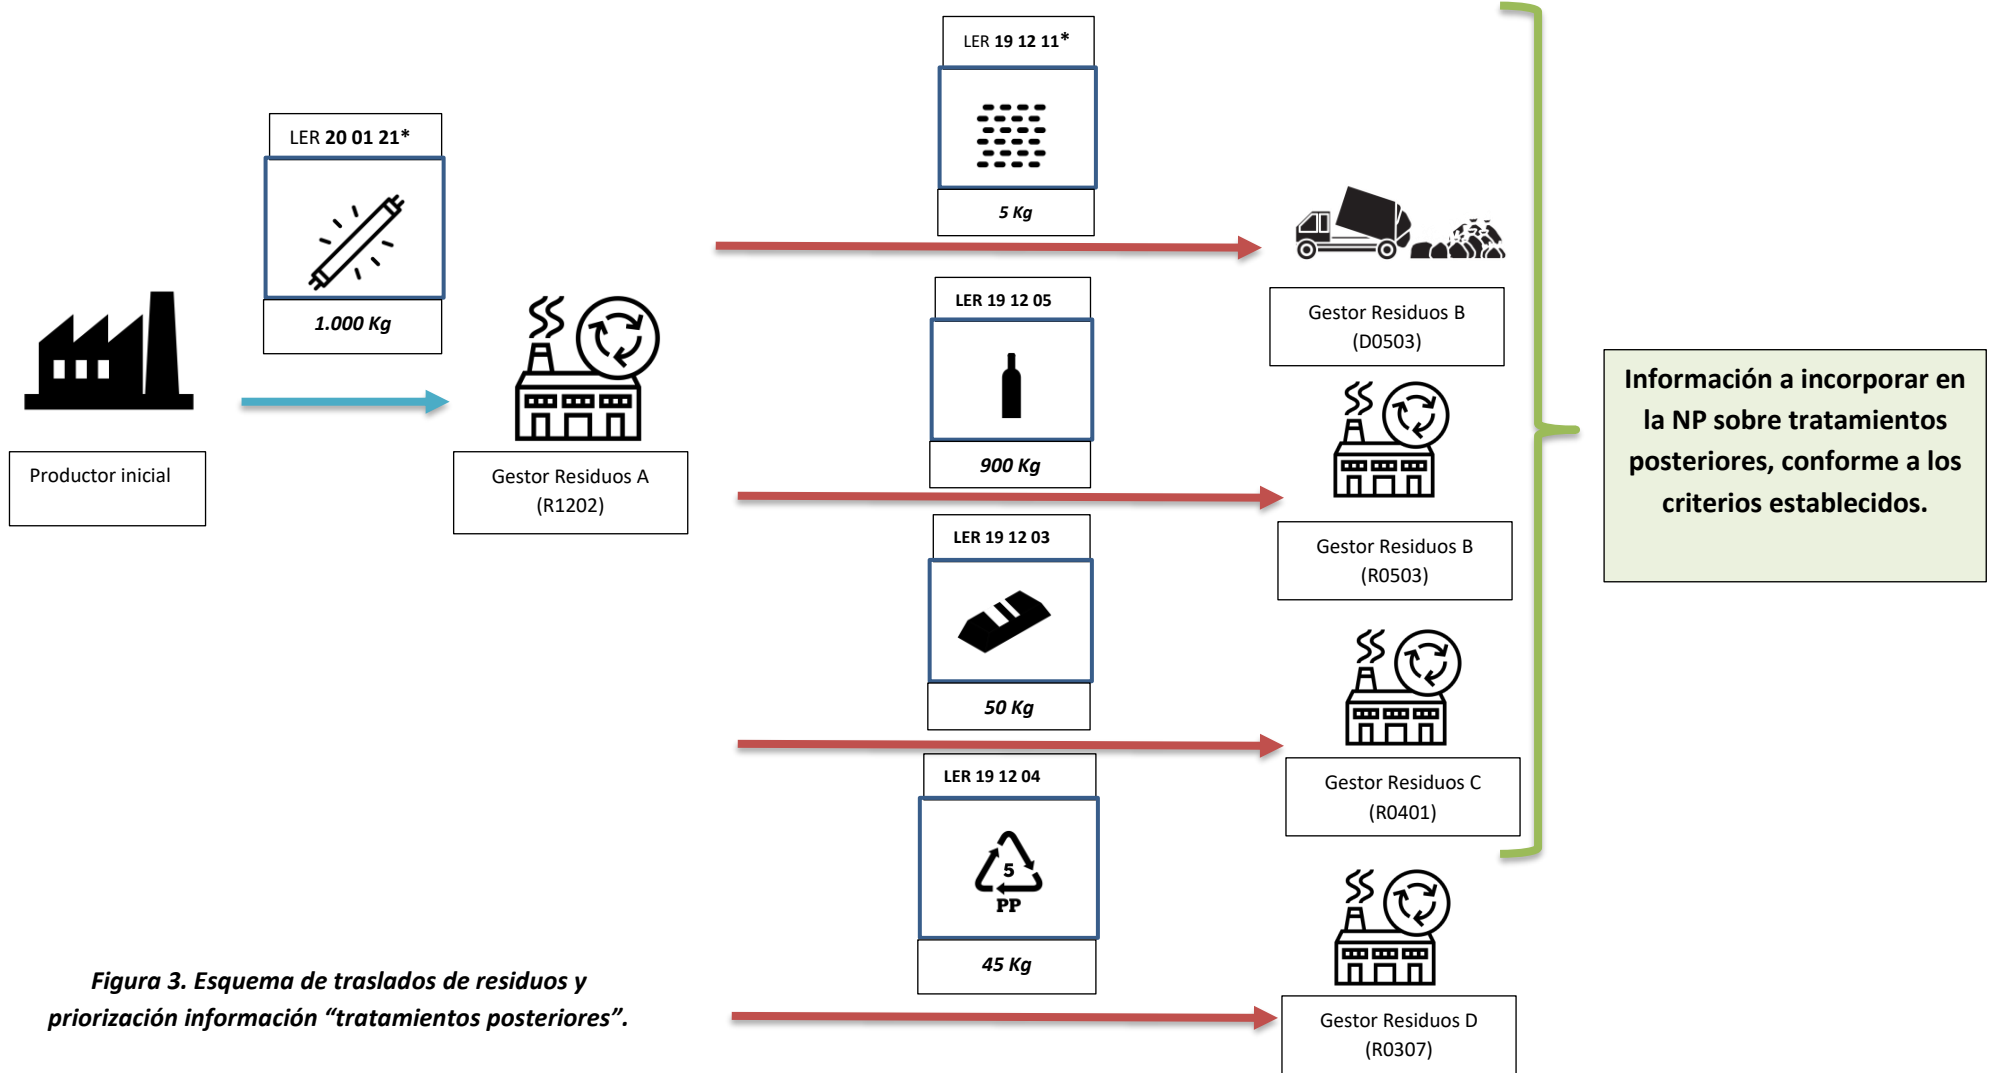 LER 20 01 21*
1.000 Kg
Productor inicial
Gestor Residuos A
(R1202)
LER 19 12 11*
5 Kg
Gestor Residuos B
(D0503)
LER 19 12 05
900 Kg
Gestor Residuos B
(R0503)
LER 19 12 03
50 Kg
Gestor Residuos C
(R0401)
LER 19 12 04
5
PP
45 Kg
Gestor Residuos D
(R0307)
Información a incorporar en
la NP sobre tratamientos
posteriores, conforme a los
criterios establecidos.
Figura 3. Esquema de traslados de residuos y
priorización información “tratamientos posteriores”.